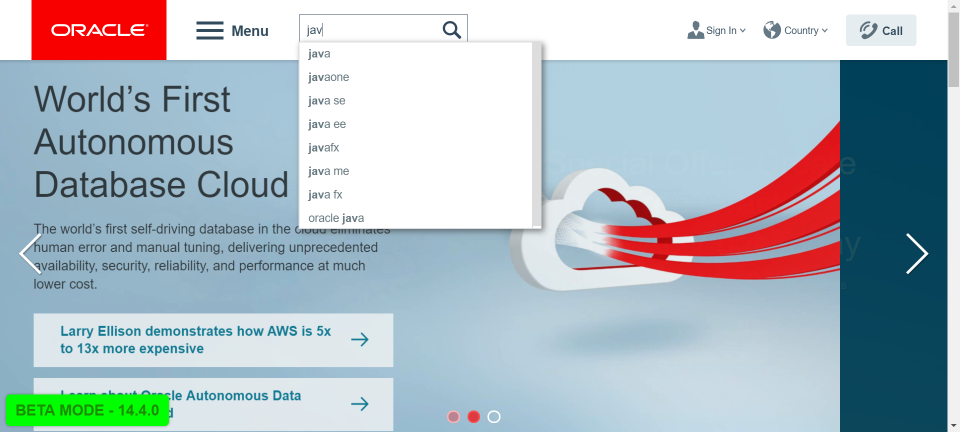 ORACLE
Menu
jav
Sign In
Country
Call
java
javaone
java se
java ee
javafx
java me
java fx
oracle java
World's First
Autonomous
Database Cloud
The world's first self-driving database in the cloud eliminates
human error and manual tuning, delivering unprecedented
availability, security, reliability, and performance at much
lower cost.
Larry Ellison demonstrates how AWS is 5x
to 13x more expensive
Learn about Oracle Autonomous Data
BETA MODE - 14.4.0